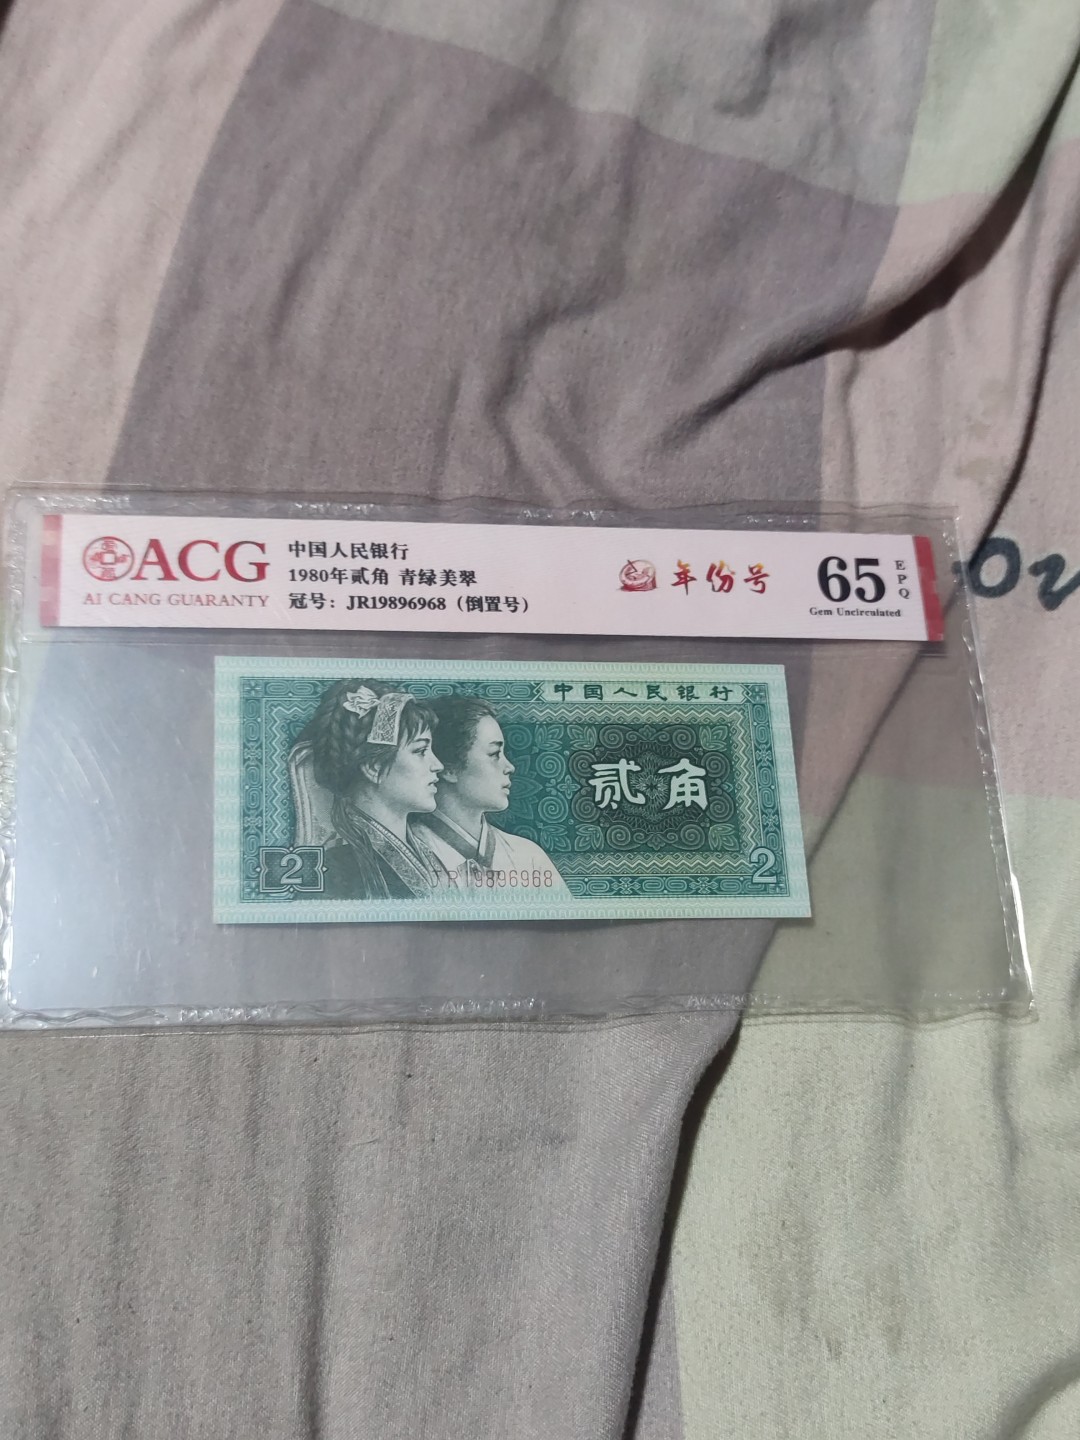 ACG
AI CANG GUARANTY
中国人民银行
1980年贰角 青绿美翠
冠号：JR19896968（倒置号）
年份号
65
EPQ
Gem Uncirculated
中国人民银行
贰角
2
JR19896968
2